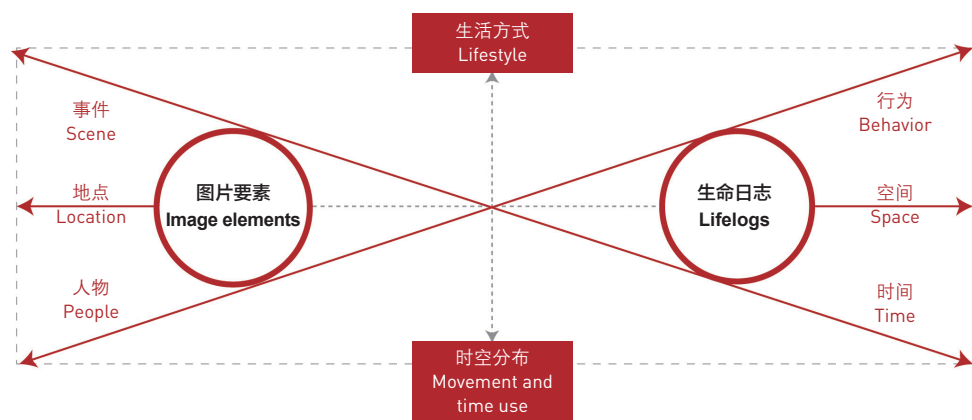 生活方式
Lifestyle
事件
Scene
行为
Behavior
图片要素
Image elements
生命日志
Lifelogs
地点
Location
空间
Space
人物
People
时间
Time
时空分布
Movement and
time use